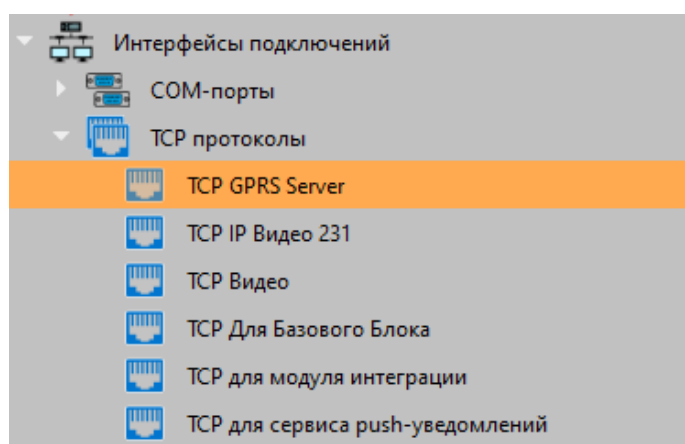 Интерфейсы подключений
COM-порты
TCP протоколы
TCP GPRS Server
TCP IP Видео 231
TCP Видео
TCP Для Базового Блока
TCP для модуля интеграции
TCP для сервиса push-уведомлений